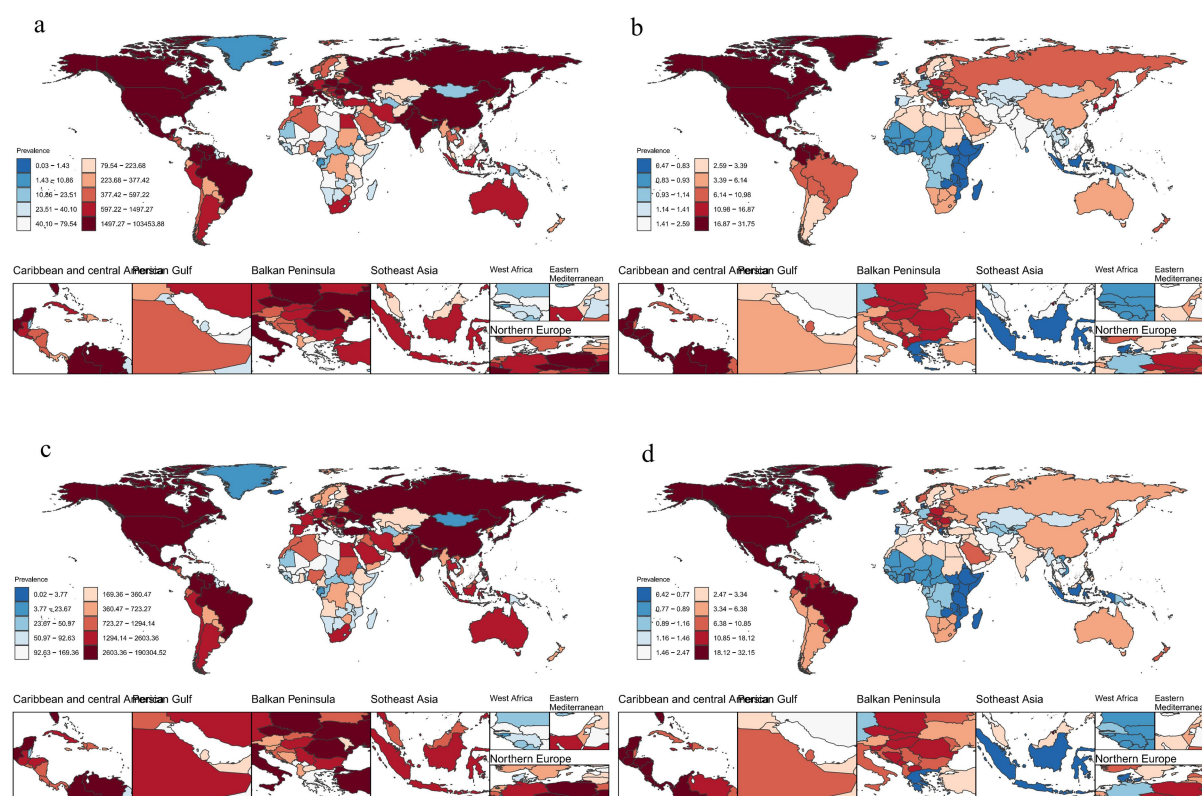 a
Prevalence
0.03 − 1.43
1.43 − 10.86
10.86 − 23.51
23.51 − 40.10
40.10 − 79.54
79.54 − 223.68
223.68 − 377.42
377.42 − 597.22
597.22 − 1497.27
1497.27 − 103453.88
Caribbean and central America
Persican Gulf
Balkan Peninsula
Sotheast Asia
West Africa
Eastern
Mediterranean
Northern Europe
b
Prevalence
0.47 − 0.83
0.83 − 0.93
0.93 − 1.14
1.14 − 1.41
1.41 − 2.59
2.59 − 3.39
3.39 − 6.14
6.14 − 10.98
10.98 − 16.87
16.87 − 31.75
Caribbean and central America
Gulf
Balkan Peninsula
Sotheast Asia
West Africa
Eastern
Mediterranean
Northern Europe
c
Prevalence
0.02 − 3.77
3.77 − 23.67
23.67 − 50.97
50.97 − 92.63
92.63 − 169.36
169.36 − 360.47
360.47 − 723.27
723.27 − 1294.14
1294.14 − 2603.36
2603.36 − 190304.52
Caribbean and central America
Gulf
Balkan Peninsula
Sotheast Asia
West Africa
Eastern
Mediterranean
Northern Europe
d
Prevalence
0.42 − 0.77
0.77 − 0.89
0.89 − 1.16
1.16 − 1.46
1.46 − 2.47
2.47 − 3.34
3.34 − 6.38
6.38 − 10.85
10.85 − 18.12
18.12 − 32.15
Caribbean and central America
Gulf
Balkan Peninsula
Sotheast Asia
West Africa
Eastern
Mediterranean
Northern Europe